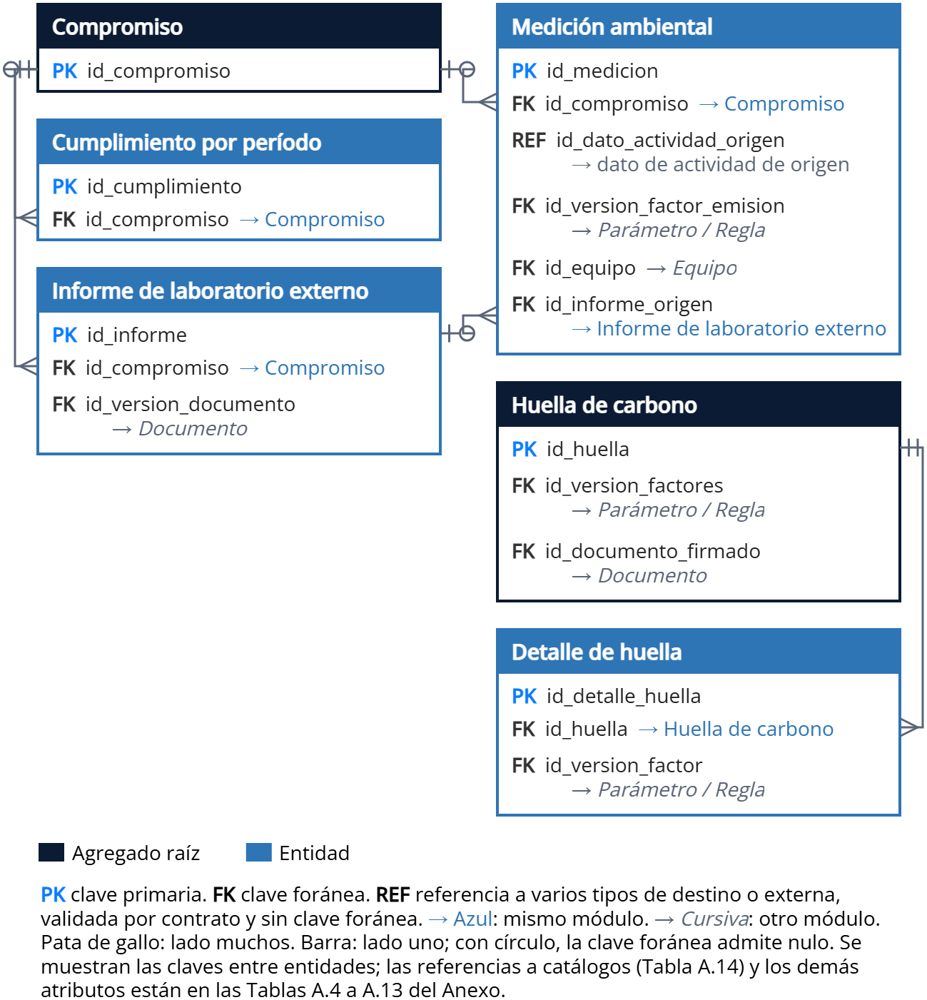 Compromiso
PK id_compromiso
Cumplimiento por período
PK id_cumplimiento
FK id_compromiso → Compromiso
Informe de laboratorio externo
PK id_informe
FK id_compromiso → Compromiso
FK id_version_documento
→ Documento
Medición ambiental
PK id_medicion
FK id_compromiso → Compromiso
REF id_dato_actividad_origen
→ dato de actividad de origen
FK id_version_factor_emision
→ Parámetro / Regla
FK id_equipo → Equipo
FK id_informe_origen
→ Informe de laboratorio externo
Huella de carbono
PK id_huella
FK id_version_factores
→ Parámetro / Regla
FK id_documento_firmado
→ Documento
Detalle de huella
PK id_detalle_huella
FK id_huella → Huella de carbono
FK id_version_factor
→ Parámetro / Regla
Agregado raíz
Entidad
PK clave primaria. FK clave foránea. REF referencia a varios tipos de destino o externa,
validada por contrato y sin clave foránea. → Azul: mismo módulo. → Cursiva: otro módulo.
Pata de gallo: lado muchos. Barra: lado uno; con círculo, la clave foránea admite nulo. Se
muestran las claves entre entidades; las referencias a catálogos (Tabla A.14) y los demás
atributos están en las Tablas A.4 a A.13 del Anexo.